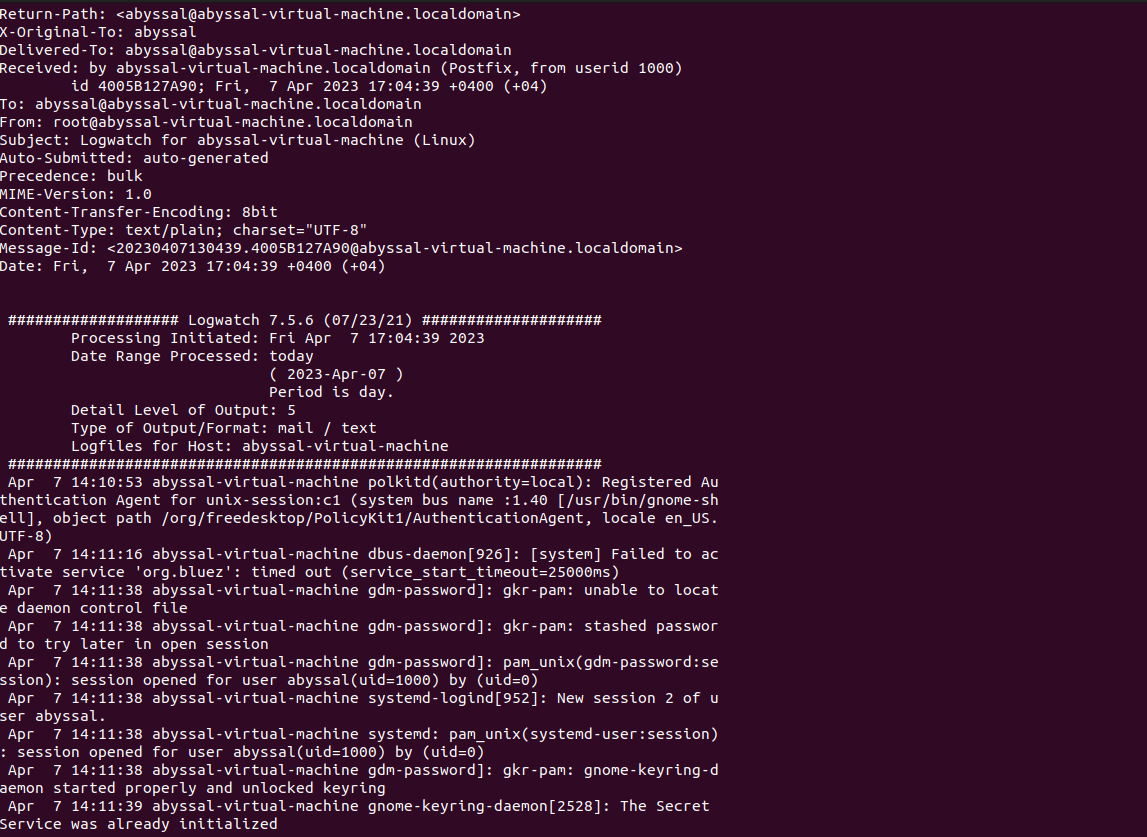 Return-Path: <abyssal@abyssal-virtual-machine.localdomain>
X-Original-To: abyssal
Delivered-To: abyssal@abyssal-virtual-machine.localdomain
Received: by abyssal-virtual-machine.localdomain (Postfix, from userid 1000)
        id 4005B127A90; Fri,  7 Apr 2023 17:04:39 +0400 (+04)
To: abyssal@abyssal-virtual-machine.localdomain
From: root@abyssal-virtual-machine.localdomain
Subject: Logwatch for abyssal-virtual-machine (Linux)
Auto-Submitted: auto-generated
Precedence: bulk
MIME-Version: 1.0
Content-Transfer-Encoding: 8bit
Content-Type: text/plain; charset="UTF-8"
Message-Id: <20230407130439.4005B127A90@abyssal-virtual-machine.localdomain>
Date: Fri,  7 Apr 2023 17:04:39 +0400 (+04)

 ################### Logwatch 7.5.6 (07/23/21) ####################
        Processing Initiated: Fri Apr  7 17:04:39 2023
        Date Range Processed: today
                              ( 2023-Apr-07 )
                              Period is day.
        Detail Level of Output: 5
        Type of Output/Format: mail / text
        Logfiles for Host: abyssal-virtual-machine
 ##################################################################
 Apr  7 14:10:53 abyssal-virtual-machine polkitd(authority=local): Registered Au
thentication Agent for unix-session:c1 (system bus name :1.40 [/usr/bin/gnome-sh
ell], object path /org/freedesktop/PolicyKit1/AuthenticationAgent, locale en_US.
UTF-8)
 Apr  7 14:11:16 abyssal-virtual-machine dbus-daemon[926]: [system] Failed to ac
tivate service 'org.bluez': timed out (service_start_timeout=25000ms)
 Apr  7 14:11:38 abyssal-virtual-machine gdm-password]: gkr-pam: unable to locat
e daemon control file
 Apr  7 14:11:38 abyssal-virtual-machine gdm-password]: gkr-pam: stashed passwor
d to try later in open session
 Apr  7 14:11:38 abyssal-virtual-machine gdm-password]: pam_unix(gdm-password:se
ssion): session opened for user abyssal(uid=1000) by (uid=0)
 Apr  7 14:11:38 abyssal-virtual-machine systemd-logind[952]: New session 2 of u
ser abyssal.
 Apr  7 14:11:38 abyssal-virtual-machine systemd: pam_unix(systemd-user:session)
: session opened for user abyssal(uid=1000) by (uid=0)
 Apr  7 14:11:38 abyssal-virtual-machine gdm-password]: gkr-pam: gnome-keyring-d
aemon started properly and unlocked keyring
 Apr  7 14:11:39 abyssal-virtual-machine gnome-keyring-daemon[2528]: The Secret
Service was already initialized